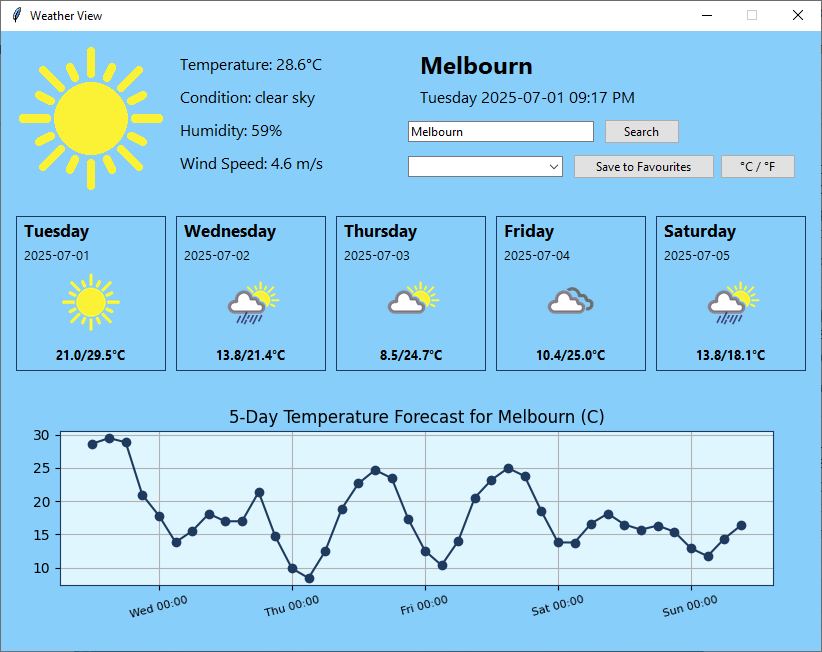 Weather View
Temperature: 28.6°C
Condition: clear sky
Humidity: 59%
Wind Speed: 4.6 m/s
Melbourn
Tuesday 2025-07-01 09:17 PM
Melbourn
Search
Save to Favourites
°C / °F
Tuesday
2025-07-01
21.0/29.5°C
Wednesday
2025-07-02
13.8/21.4°C
Thursday
2025-07-03
8.5/24.7°C
Friday
2025-07-04
10.4/25.0°C
Saturday
2025-07-05
13.8/18.1°C
5-Day Temperature Forecast for Melbourn (C)
30
25
20
15
10
Wed 00:00
Thu 00:00
Fri 00:00
Sat 00:00
Sun 00:00